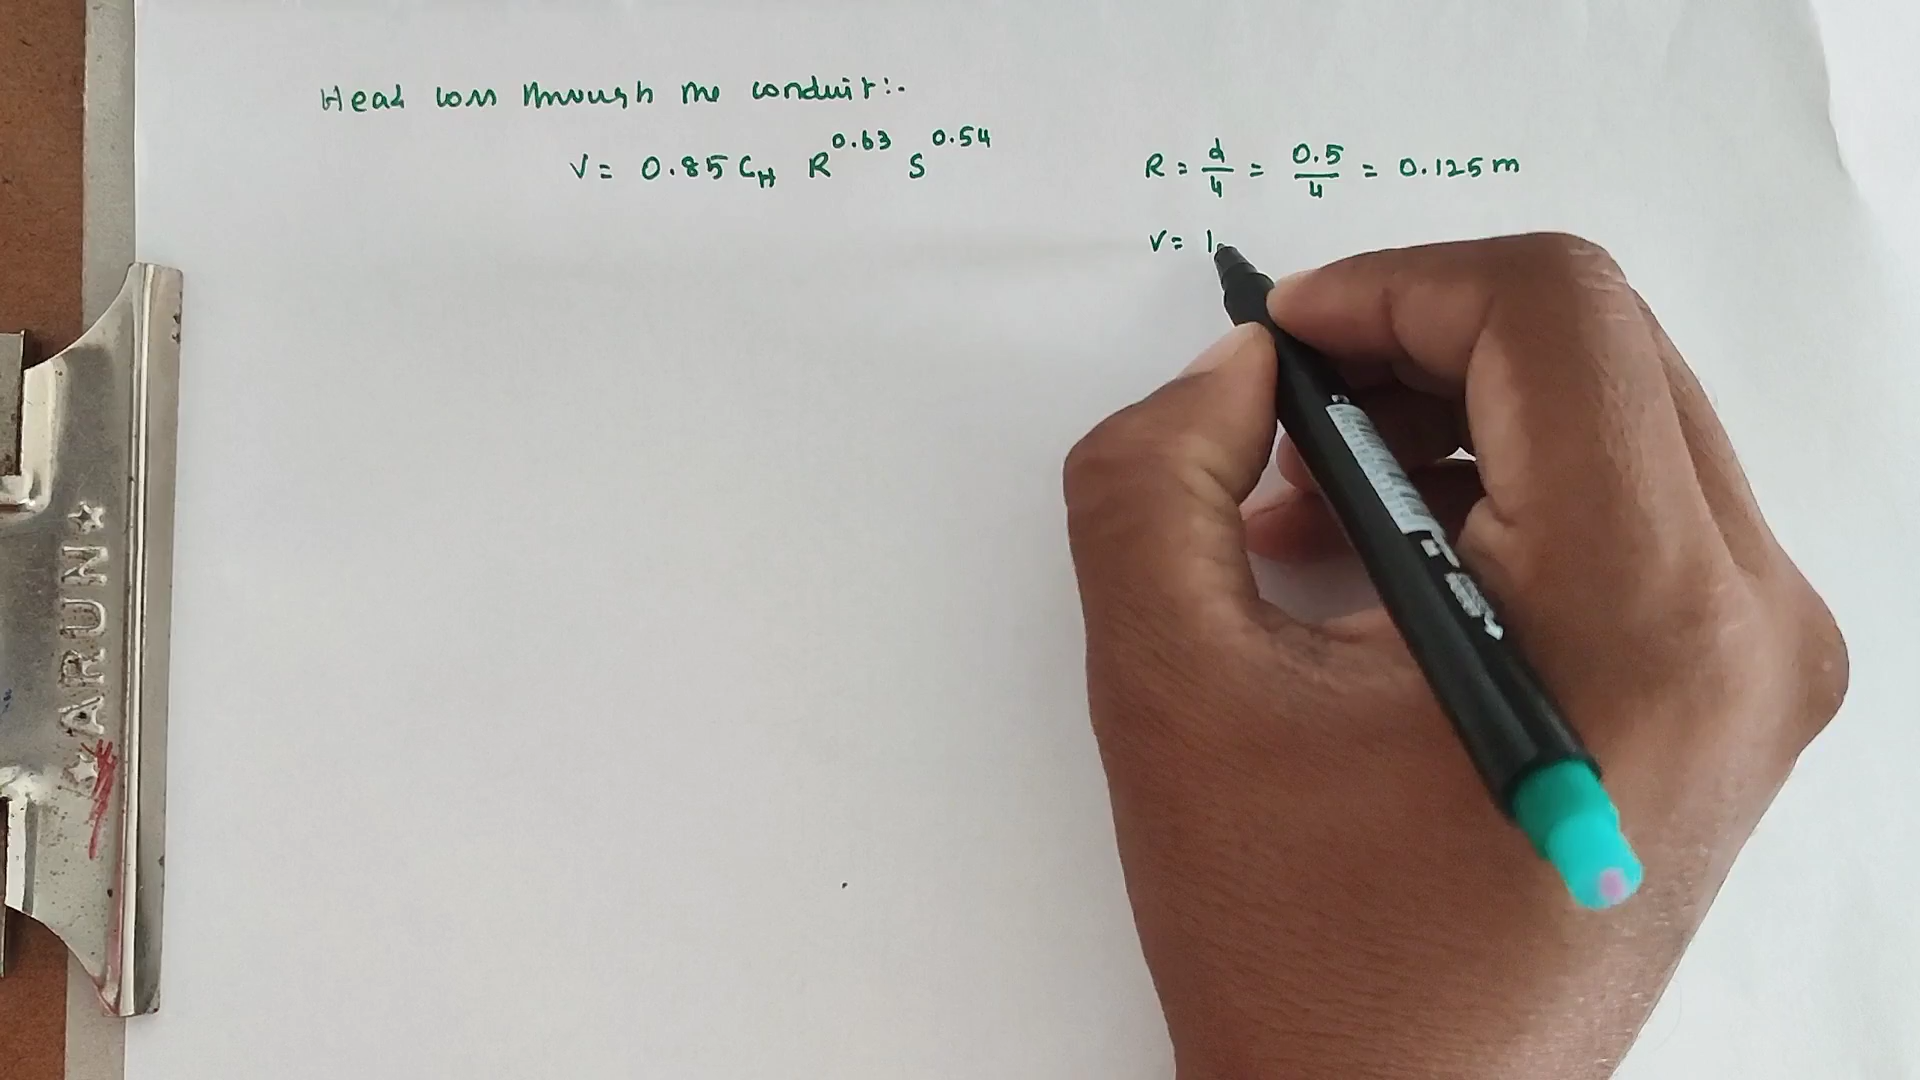 Head loss through the conduit:-
V = 0.85 C_H R^0.63 S^0.54
R = d/4 = 0.5/4 = 0.125 m
V = 1
ARUN